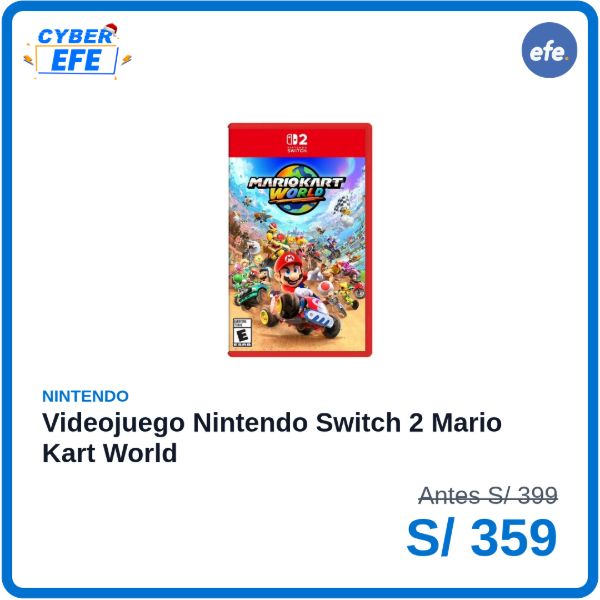 CYBER
EFE
efe.
2
SWITCH
MARIOKART
WORLD
E
NINTENDO
Videojuego Nintendo Switch 2 Mario
Kart World
Antes S/ 399
S/ 359